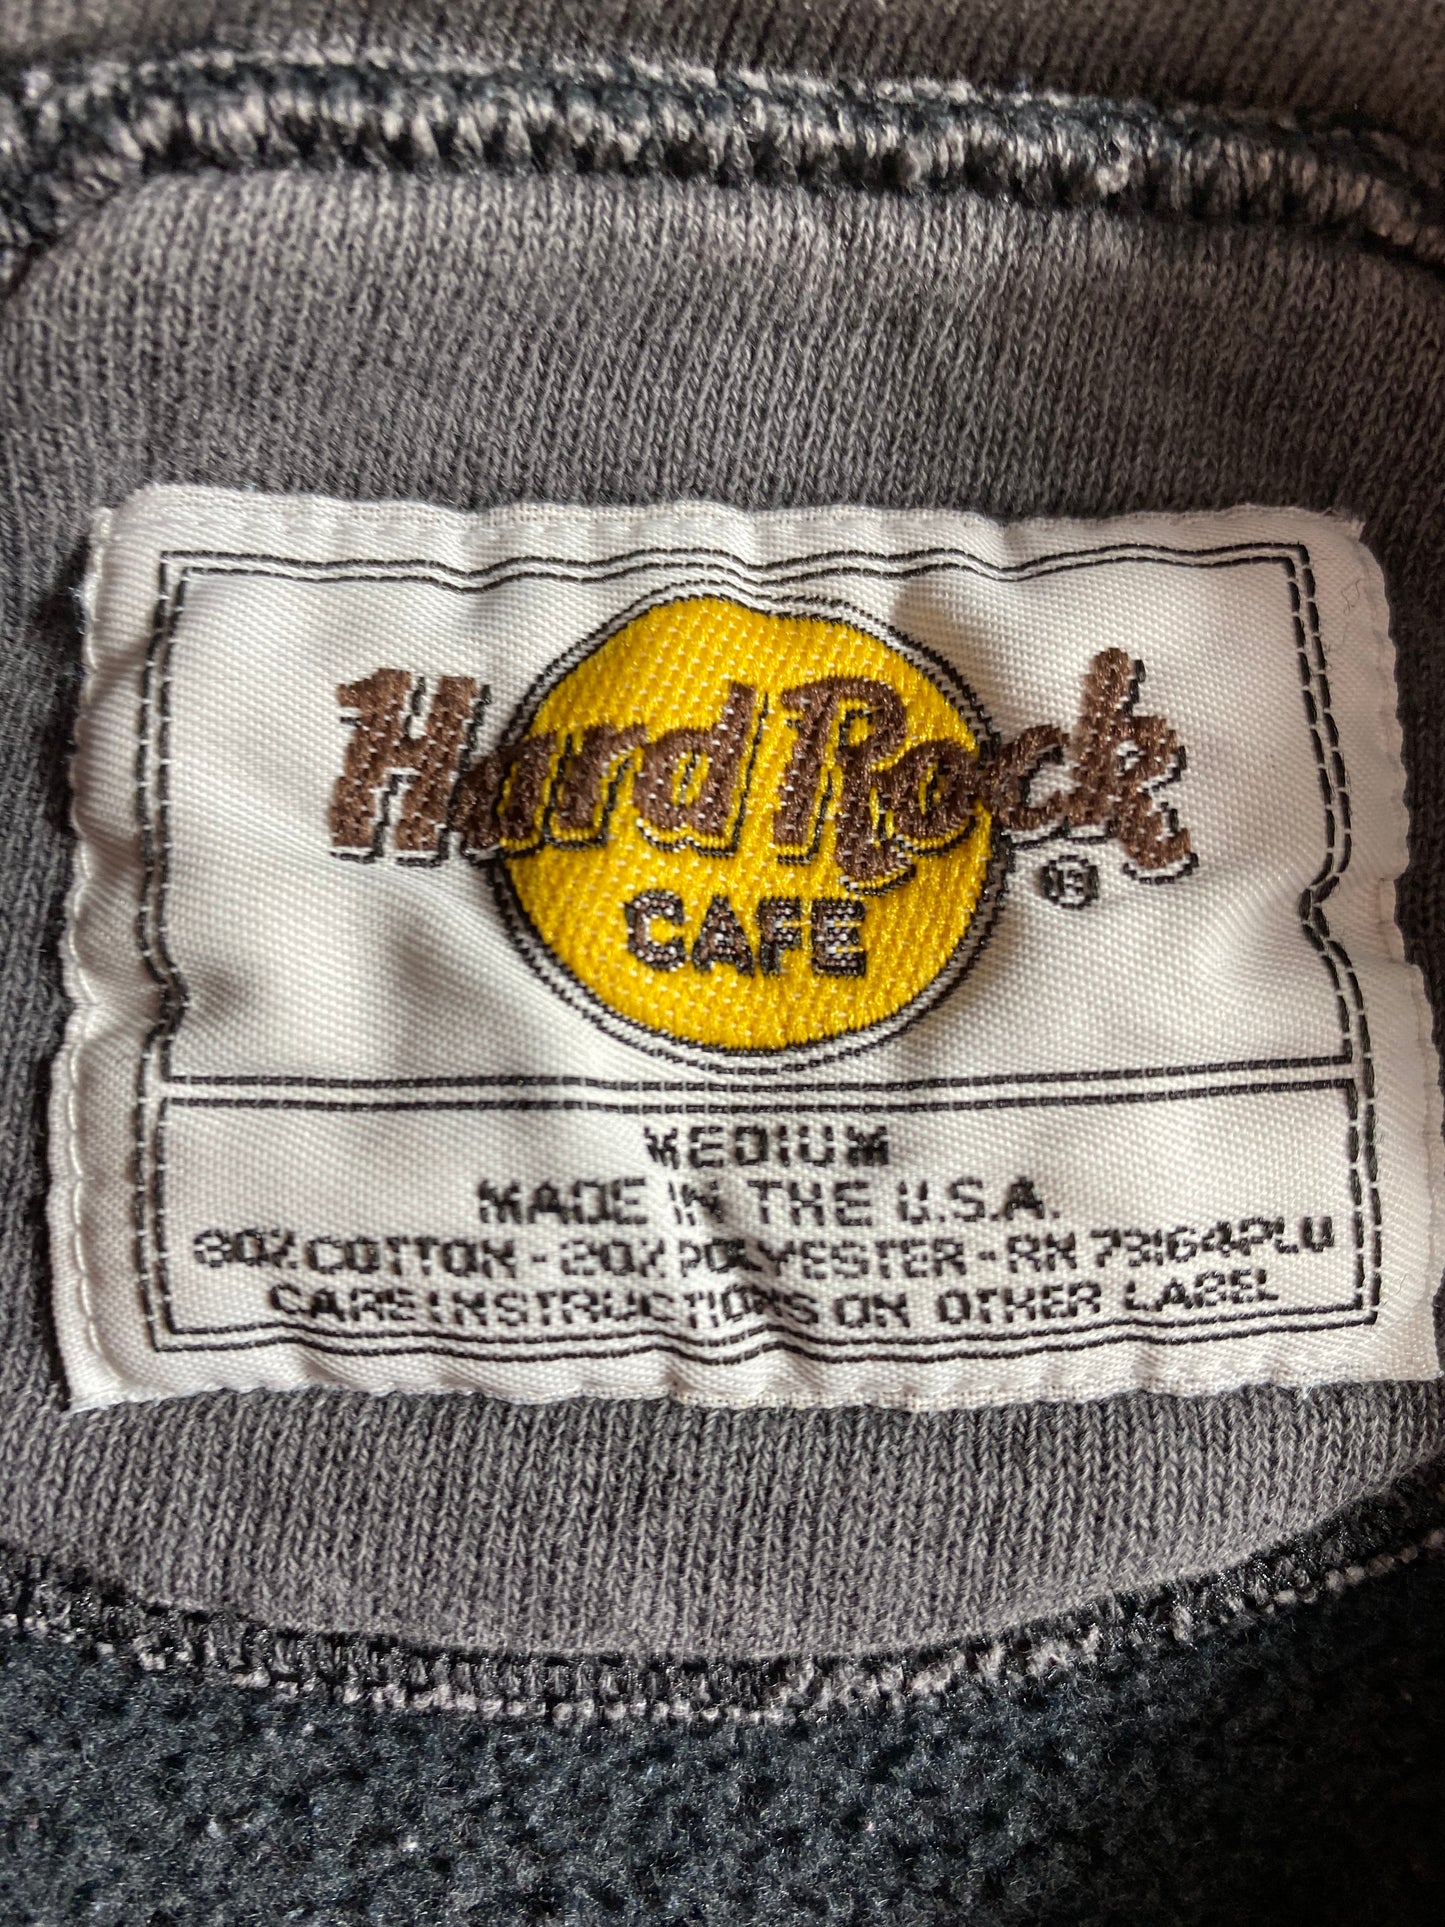 Hard Rock
CAFE
®
MEDIUM
MADE IN THE U.S.A.
80% COTTON - 20% POLYESTER - RN 73164PLU
CARE INSTRUCTIONS ON OTHER LABEL